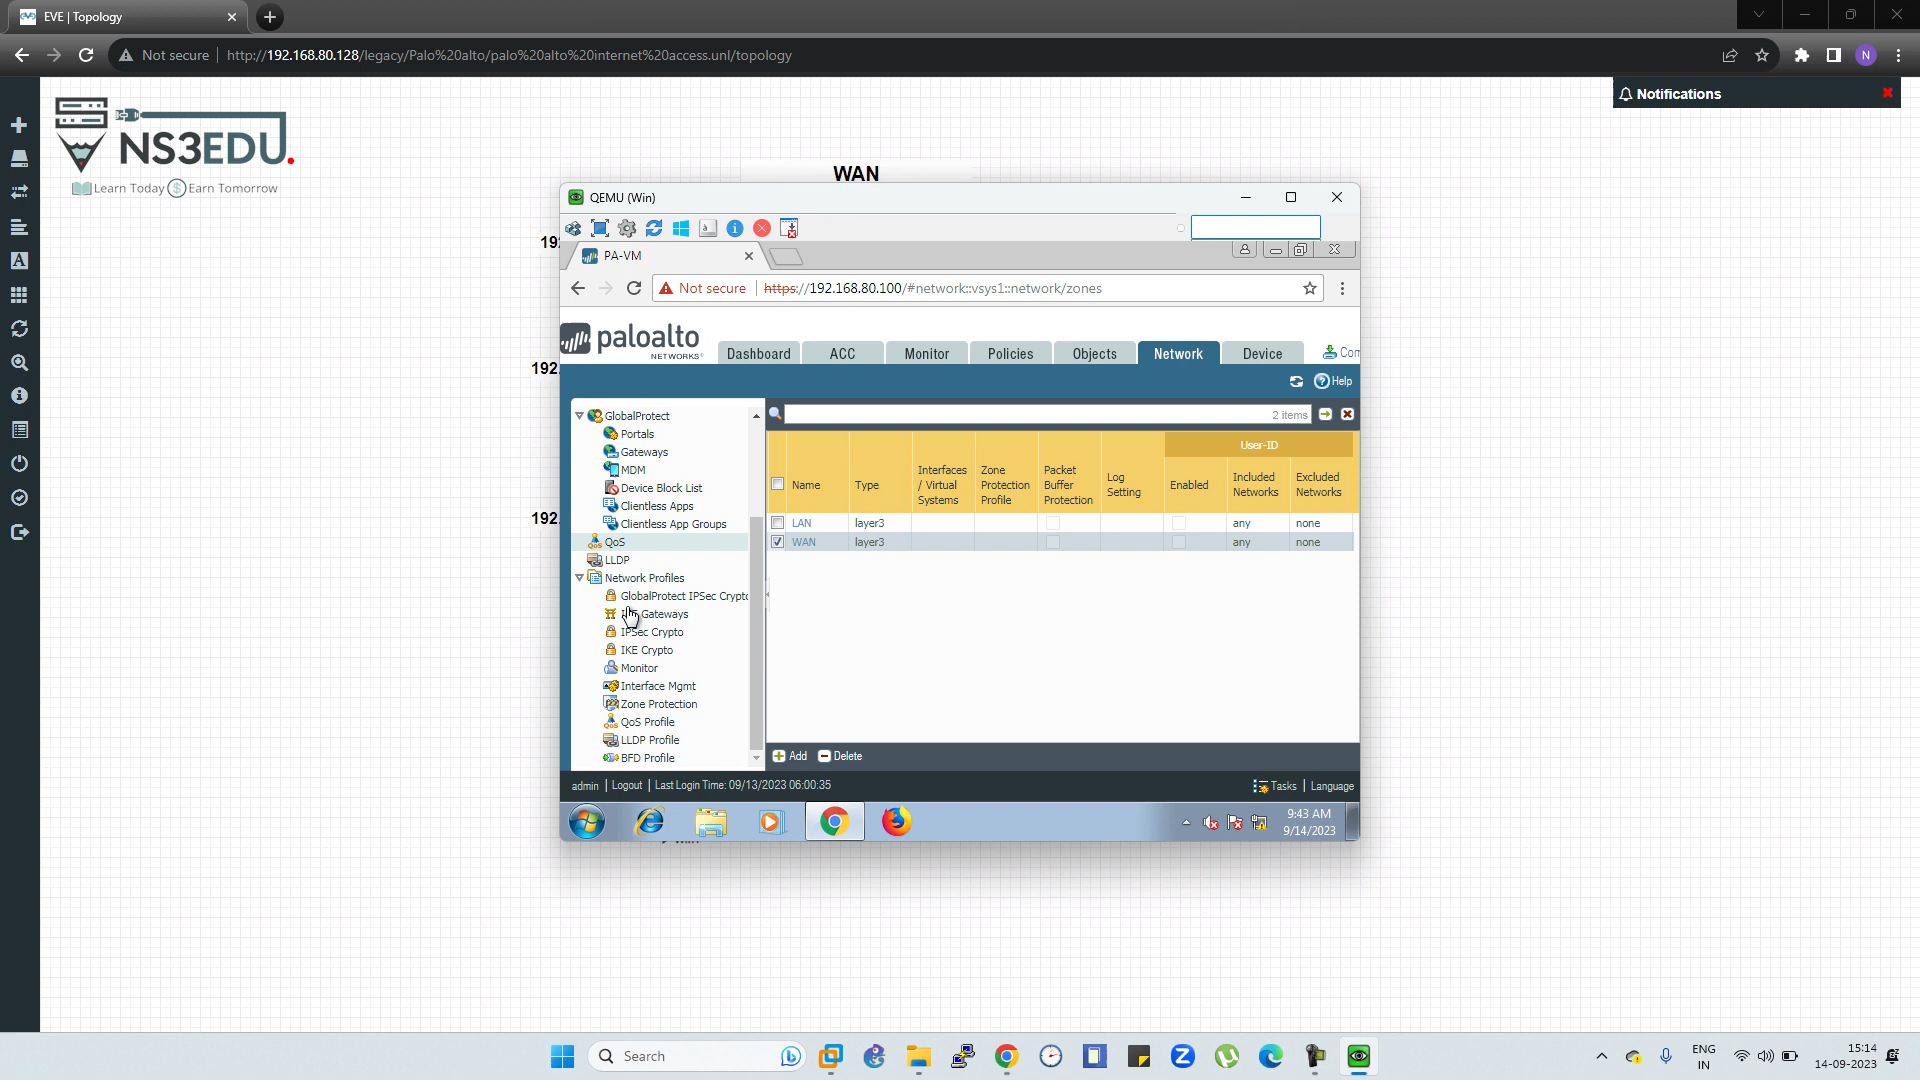 EVE | Topology
Not secure
http://192.168.80.128/legacy/Palo%20alto/palo%20alto%20internet%20access.unl/topology
N
Notifications
NS3EDU.
Learn Today $ Earn Tomorrow
WAN
192
192.
192.
QEMU (Win)
PA-VM
Not secure
https://192.168.80.100/#network::vsys1::network/zones
paloalto
NETWORKS
Dashboard
ACC
Monitor
Policies
Objects
Network
Device
Com
Help
GlobalProtect
Portals
Gateways
MDM
Device Block List
Clientless Apps
Clientless App Groups
QoS
LLDP
Network Profiles
GlobalProtect IPSec Crypto
Gateways
IPSec Crypto
IKE Crypto
Monitor
Interface Mgmt
Zone Protection
QoS Profile
LLDP Profile
BFD Profile
2 items
User-ID
Name
Type
Interfaces / Virtual Systems
Zone Protection Profile
Packet Buffer Protection
Log Setting
Enabled
Included Networks
Excluded Networks
LAN layer3 any none
WAN layer3 any none
Add
Delete
admin | Logout | Last Login Time: 09/13/2023 06:00:35
Tasks | Language
9:43 AM
9/14/2023
Search
ENG
IN
15:14
14-09-2023